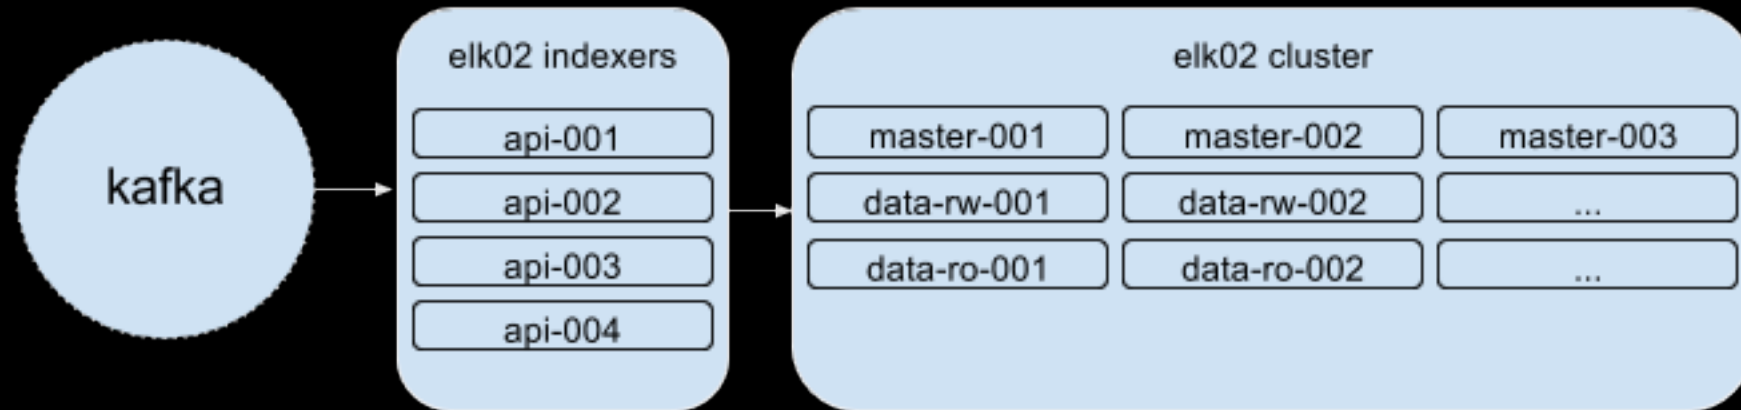 kafka
elk02 indexers
api-001
api-002
api-003
api-004
elk02 cluster
master-001 master-002 master-003
data-rw-001 data-rw-002 ...
data-ro-001 data-ro-002 ...